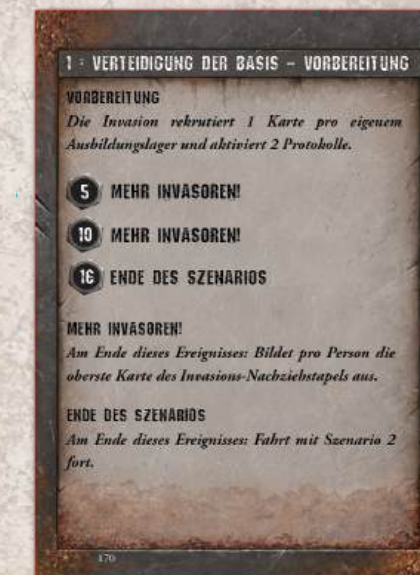 1 : VERTEIDIGUNG DER BASIS – VORBEREITUNG
VORBEREITUNG
Die Invasion rekrutiert 1 Karte pro eigenem
Ausbildungslager und aktiviert 2 Protokolle.
5 MEHR INVASOREN!
10 MEHR INVASOREN!
16 ENDE DES SZENARIOS
MEHR INVASOREN!
Am Ende dieses Ereignisses: Bildet pro Person die
oberste Karte des Invasions-Nachziehstapels aus.
ENDE DES SZENARIOS
Am Ende dieses Ereignisses: Fahrt mit Szenario 2
fort.
170